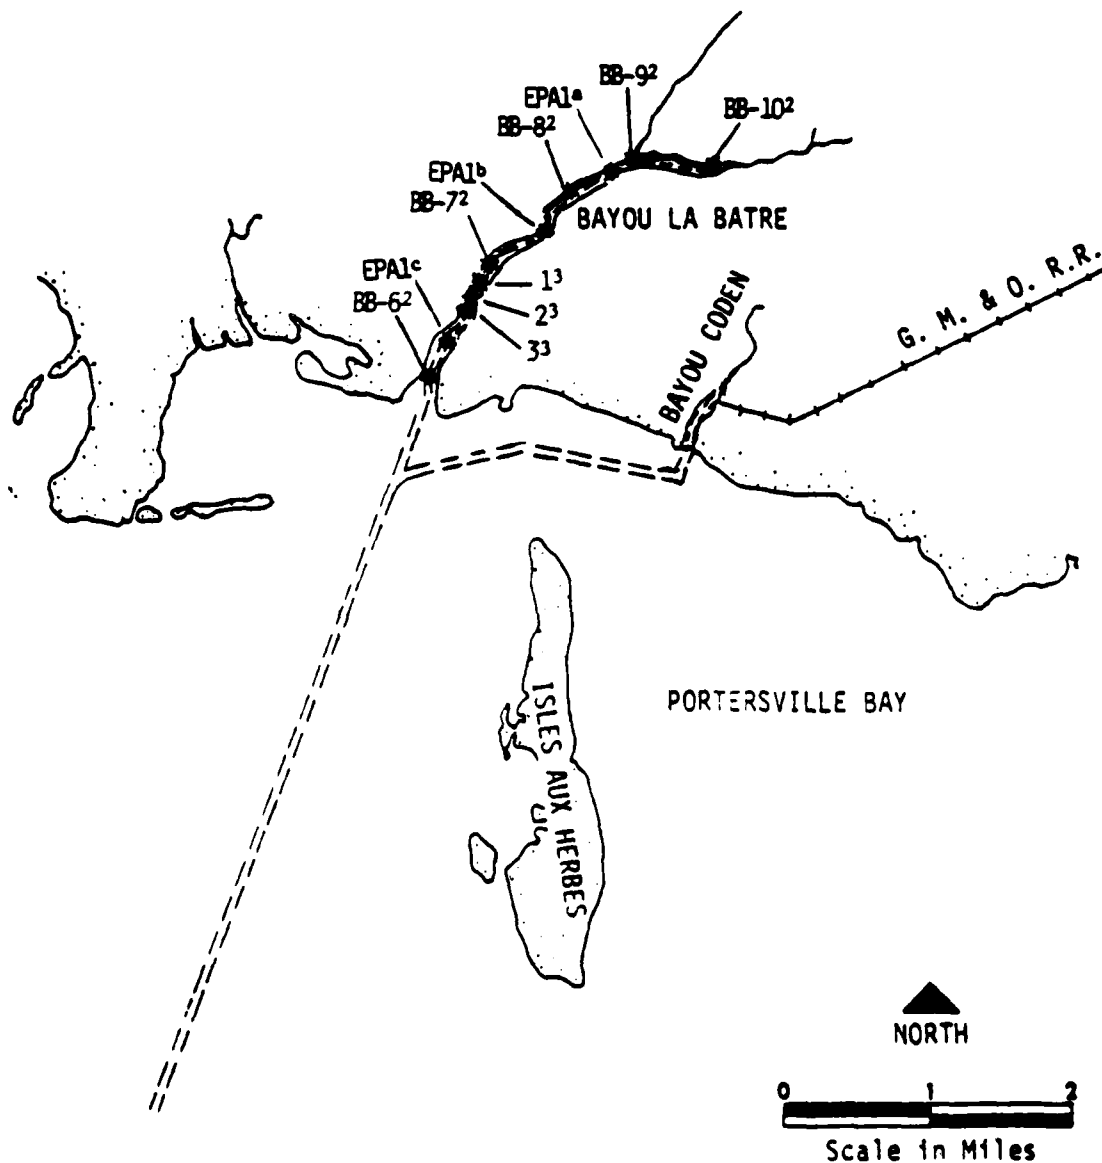 BB-9²
EPA1ᵃ
BB-8²
BB-10²
EPA1ᵇ
BB-7²
BAYOU LA BATRE
EPA1ᶜ
BB-6²
1³
2³
3³
BAYOU CODEN
G. M. & O. R.R.
ISLES AUX HERBES
PORTERSVILLE BAY
NORTH
0 1 2
Scale in Miles